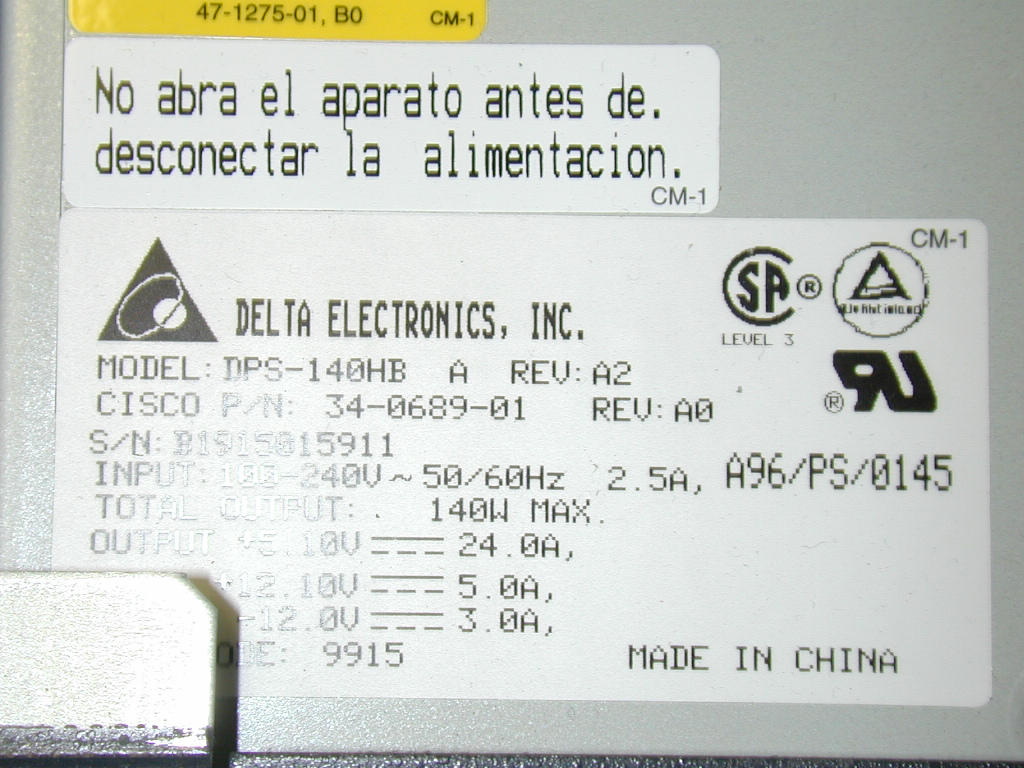 47-1275-01, B0 CM-1
No abra el aparato antes de.
desconectar la alimentacion.
CM-1
CM-1
SA ®
LEVEL 3
DELTA ELECTRONICS, INC.
MODEL: DPS-140HB A REV: A2
® RU
CISCO P/N: 34-0689-01 REV: A0
S/N: B1915015911
INPUT: 100-240V ~ 50/60Hz 2.5A, A96/PS/0145
TOTAL OUTPUT: . 140W MAX.
OUTPUT +5.10V 24.0A,
+12.10V 5.0A,
-12.0V 3.0A,
9915 MADE IN CHINA